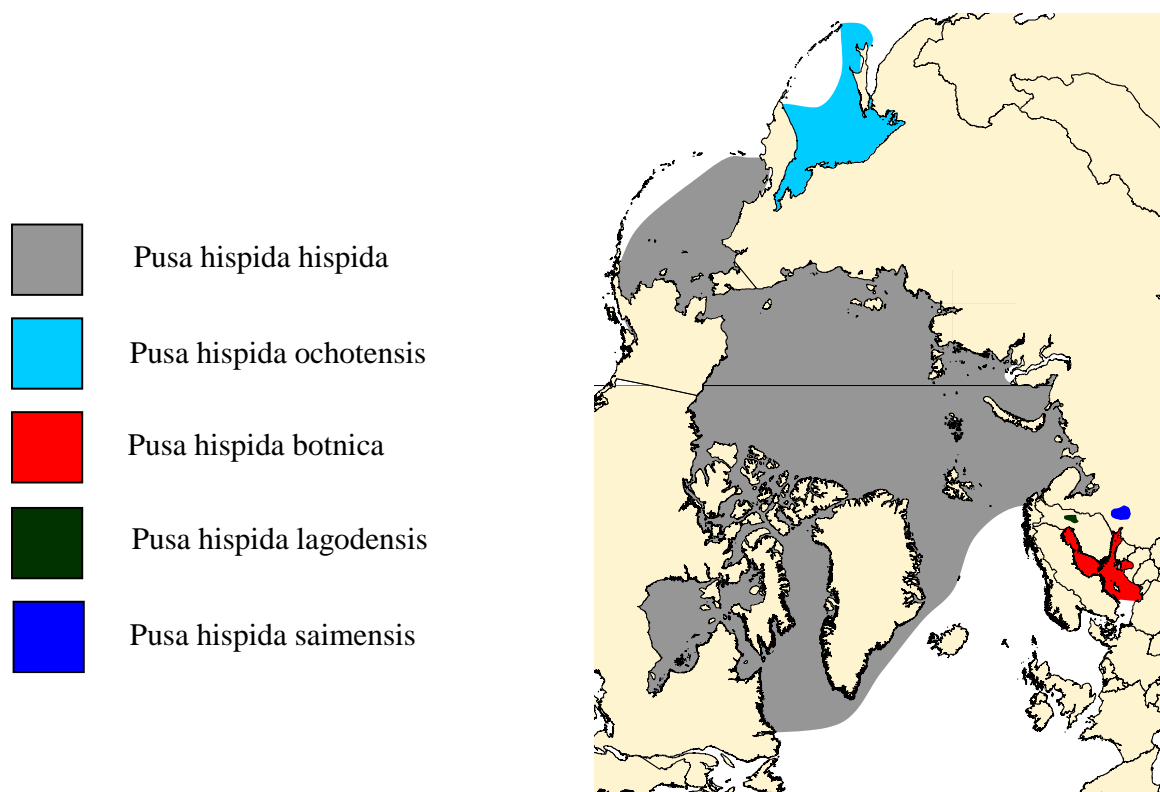 Pusa hispida hispida
Pusa hispida ochotensis
Pusa hispida botnica
Pusa hispida lagodensis
Pusa hispida saimensis